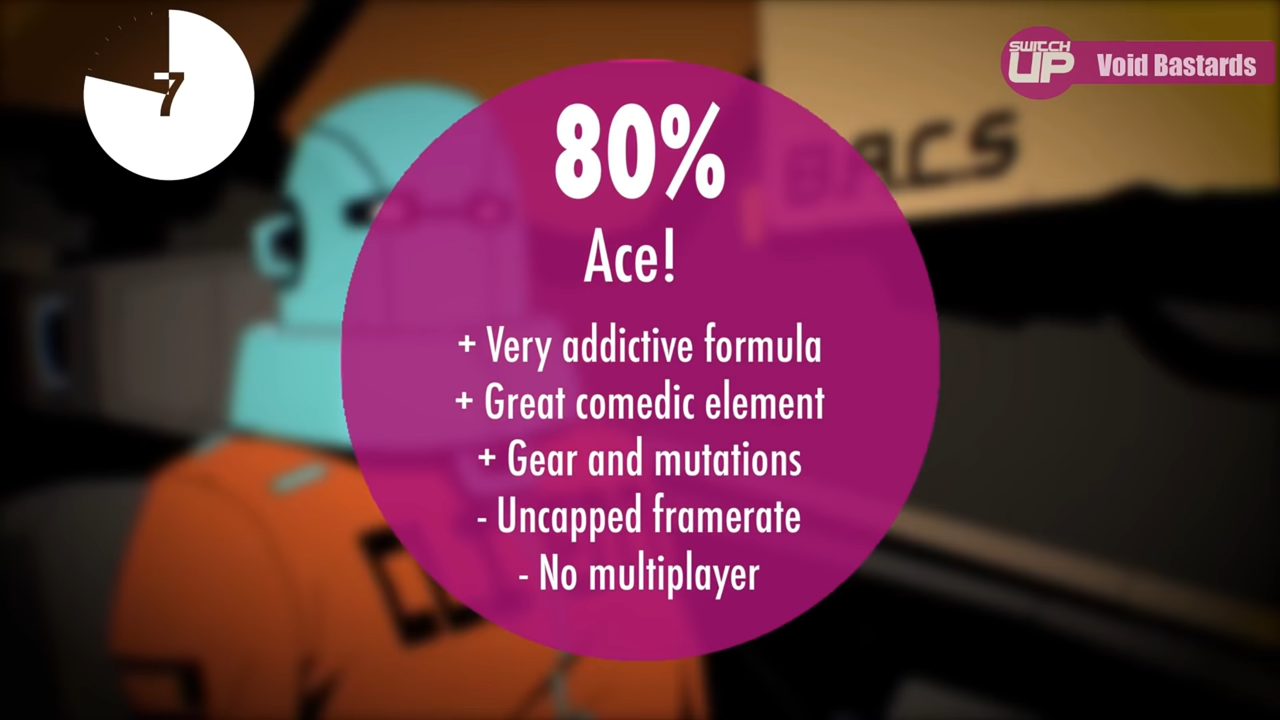 7
SWITCH
UP
Void Bastards
BACS
80%
Ace!
+ Very addictive formula
+ Great comedic element
+ Gear and mutations
- Uncapped framerate
- No multiplayer